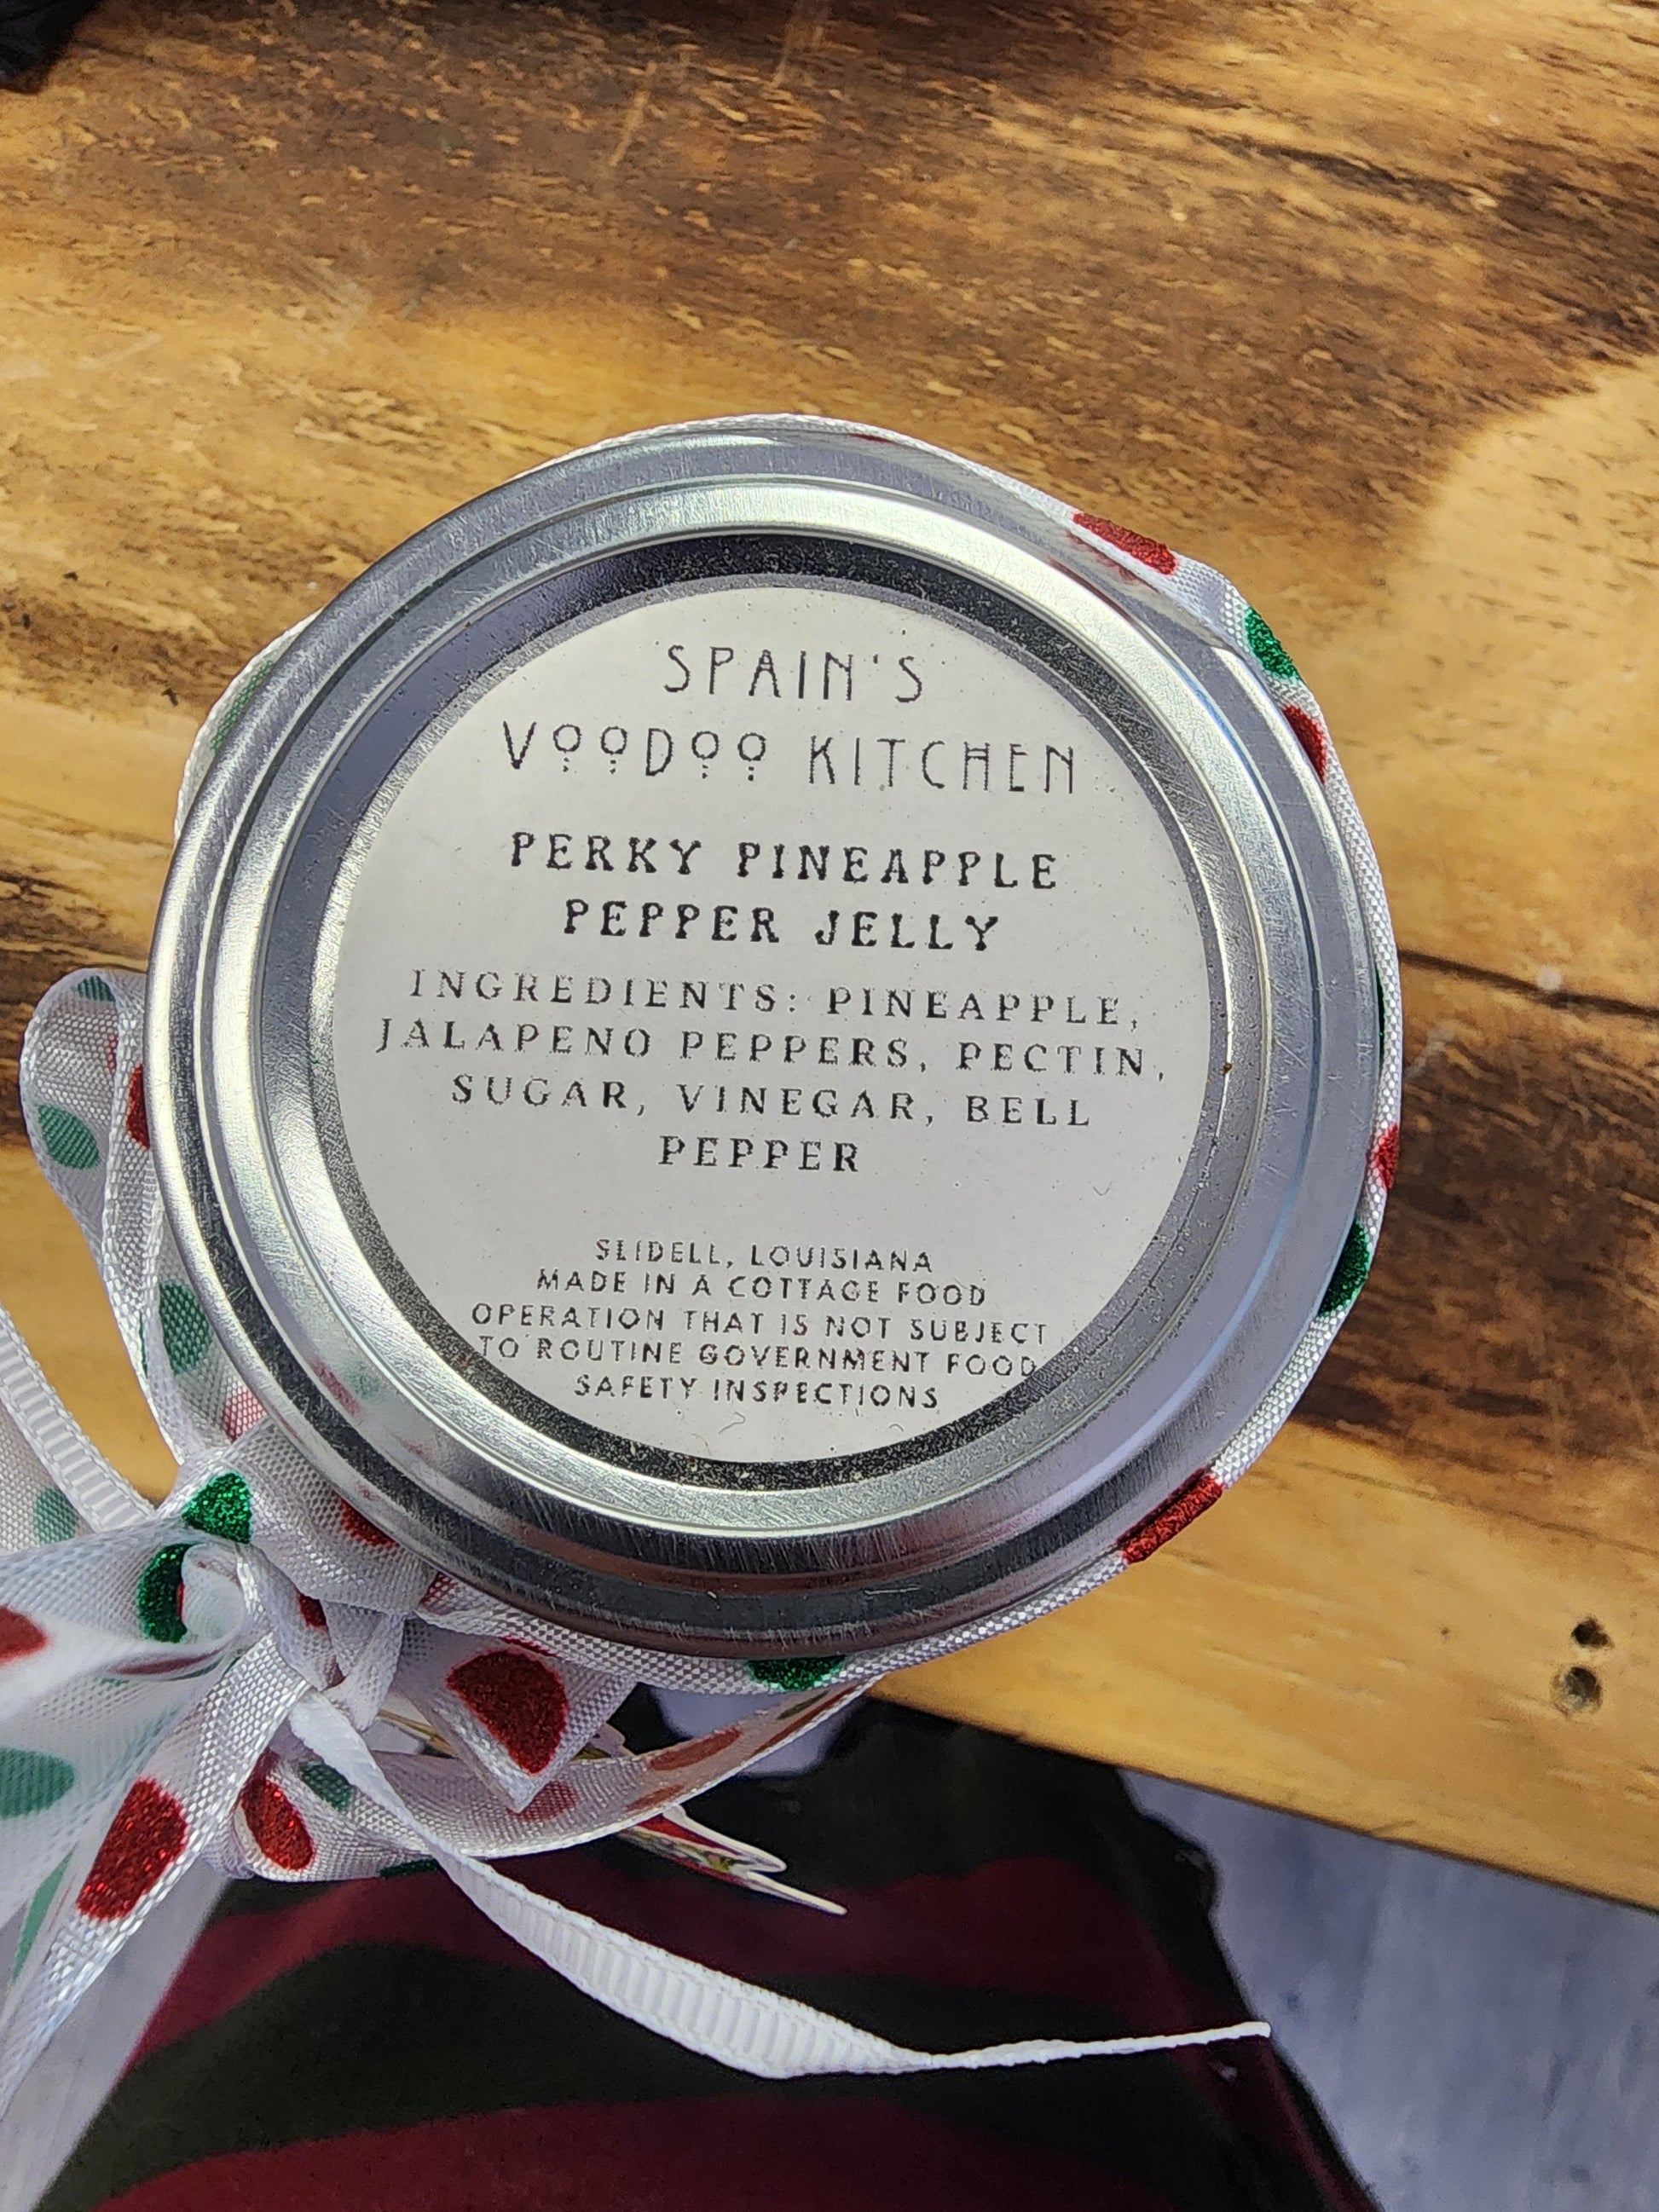 SPAIN'S
VOODOO KITCHEN
PERKY PINEAPPLE
PEPPER JELLY
INGREDIENTS: PINEAPPLE,
JALAPENO PEPPERS, PECTIN,
SUGAR, VINEGAR, BELL
PEPPER
SLIDELL, LOUISIANA
MADE IN A COTTAGE FOOD
OPERATION THAT IS NOT SUBJECT
TO ROUTINE GOVERNMENT FOOD
SAFETY INSPECTIONS